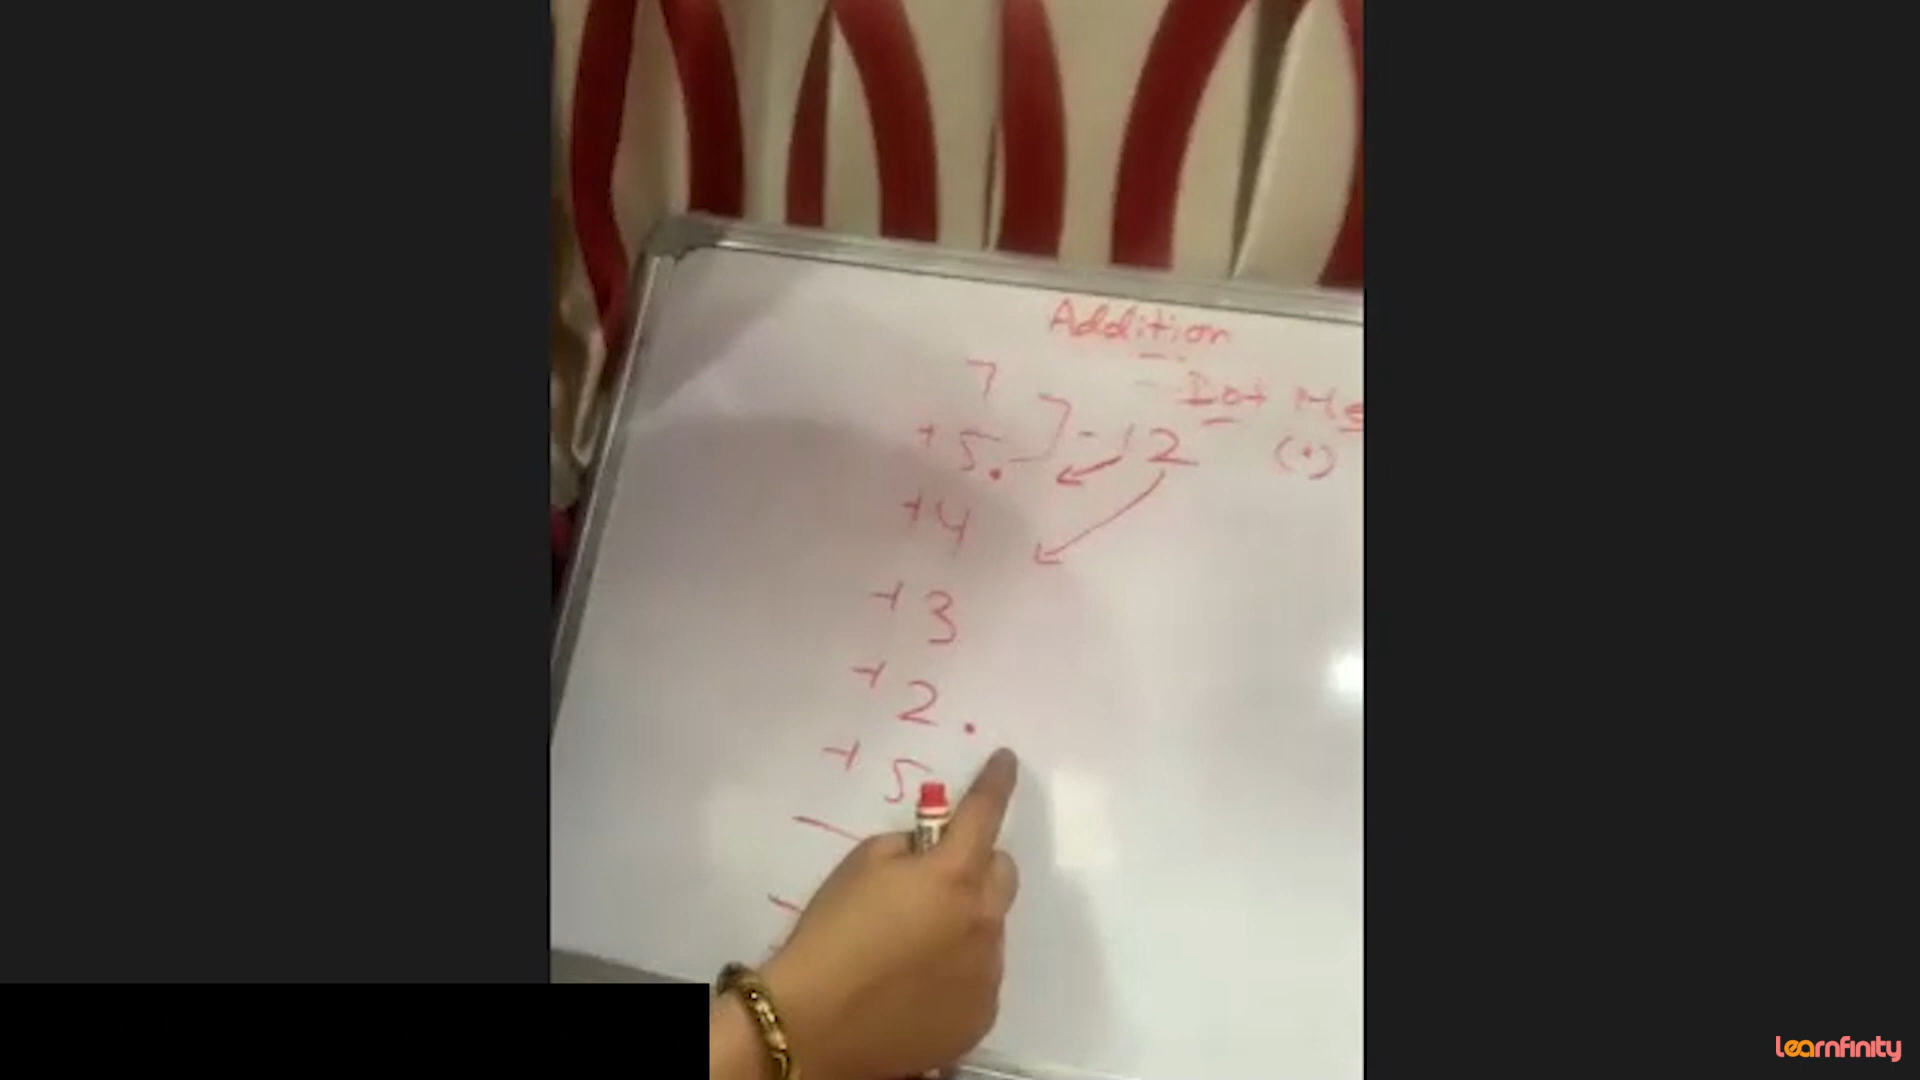 Addition
7
Dot
+ 5. ] - 12
(•)
+4
+ 3
+ 2 .
+ 5
learnfinity